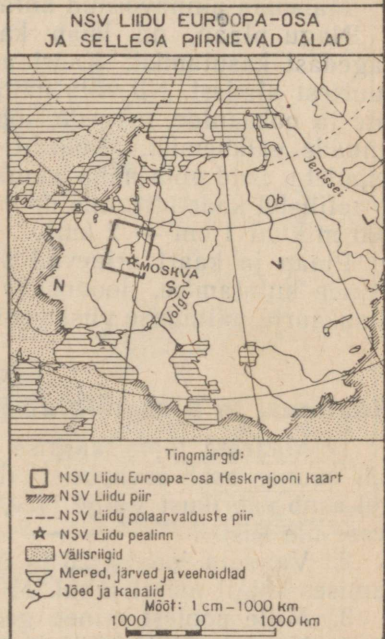 NSV LIIDU EUROOPA-OSA
JA SELLEGA PIIRNEVAD ALAD
Jenissei
Ob
L
MOSKVA
V
N
S
Volga
I
Tingmärgid:
NSV Liidu Euroopa-osa Keskrajooni kaart
NSV Liidu piir
NSV Liidu polaarvalduste piir
NSV Liidu pealinn
Välisriigid
Mered, järved ja veehoidlad
Jõed ja kanalid
Mõõt: 1 cm – 1000 km
1000 0 1000 km